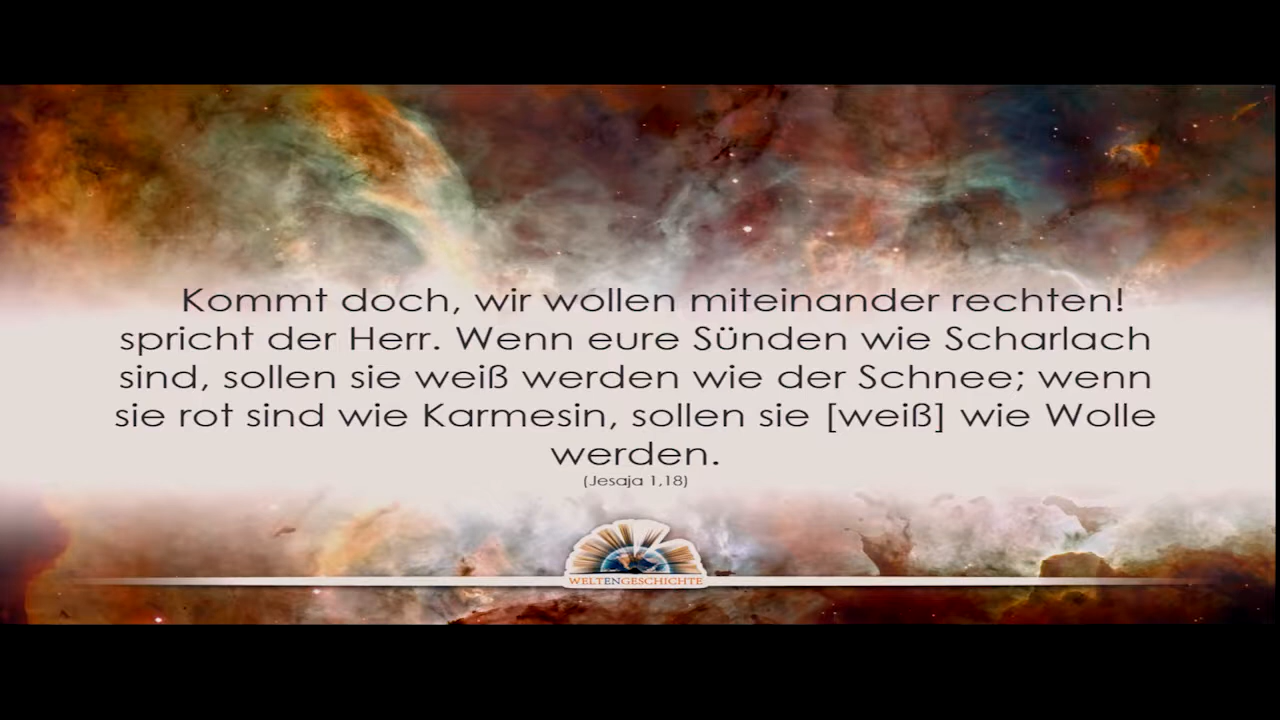 Kommt doch, wir wollen miteinander rechten!
spricht der Herr. Wenn eure Sünden wie Scharlach
sind, sollen sie weiß werden wie der Schnee; wenn
sie rot sind wie Karmesin, sollen sie [weiß] wie Wolle
werden.
(Jesaja 1,18)
WELTENGESCHICHTE